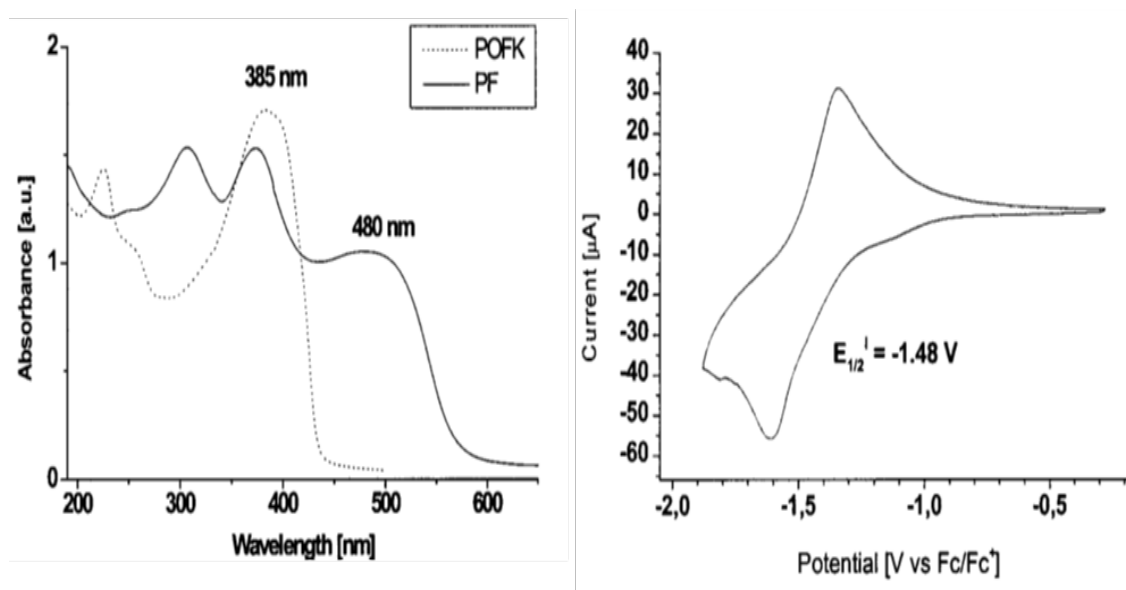 2
1
0
Absorbance [a.u.]
385 nm
480 nm
POFK
PF
200 300 400 500 600
Wavelength [nm]
40
30
20
10
0
-10
-20
-30
-40
-50
-60
Current [µA]
E1/2 I = -1.48 V
-2,0 -1,5 -1,0 -0,5
Potential [V vs Fc/Fc+]